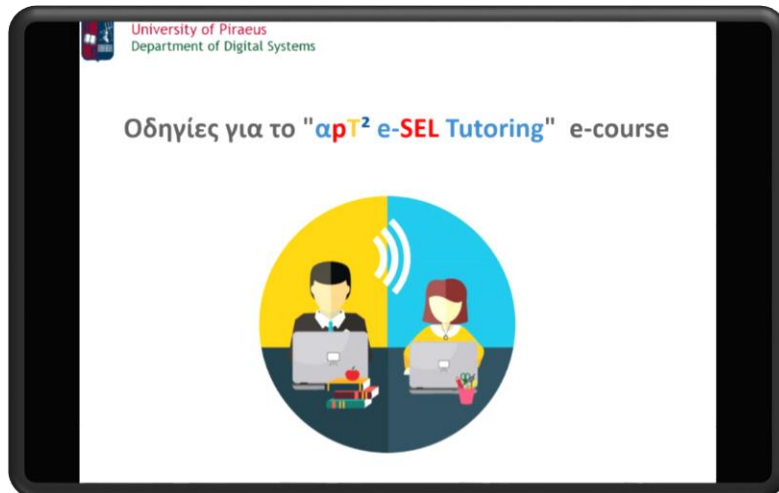 University of Piraeus
Department of Digital Systems
Οδηγίες για το "αpT² e-SEL Tutoring" e-course